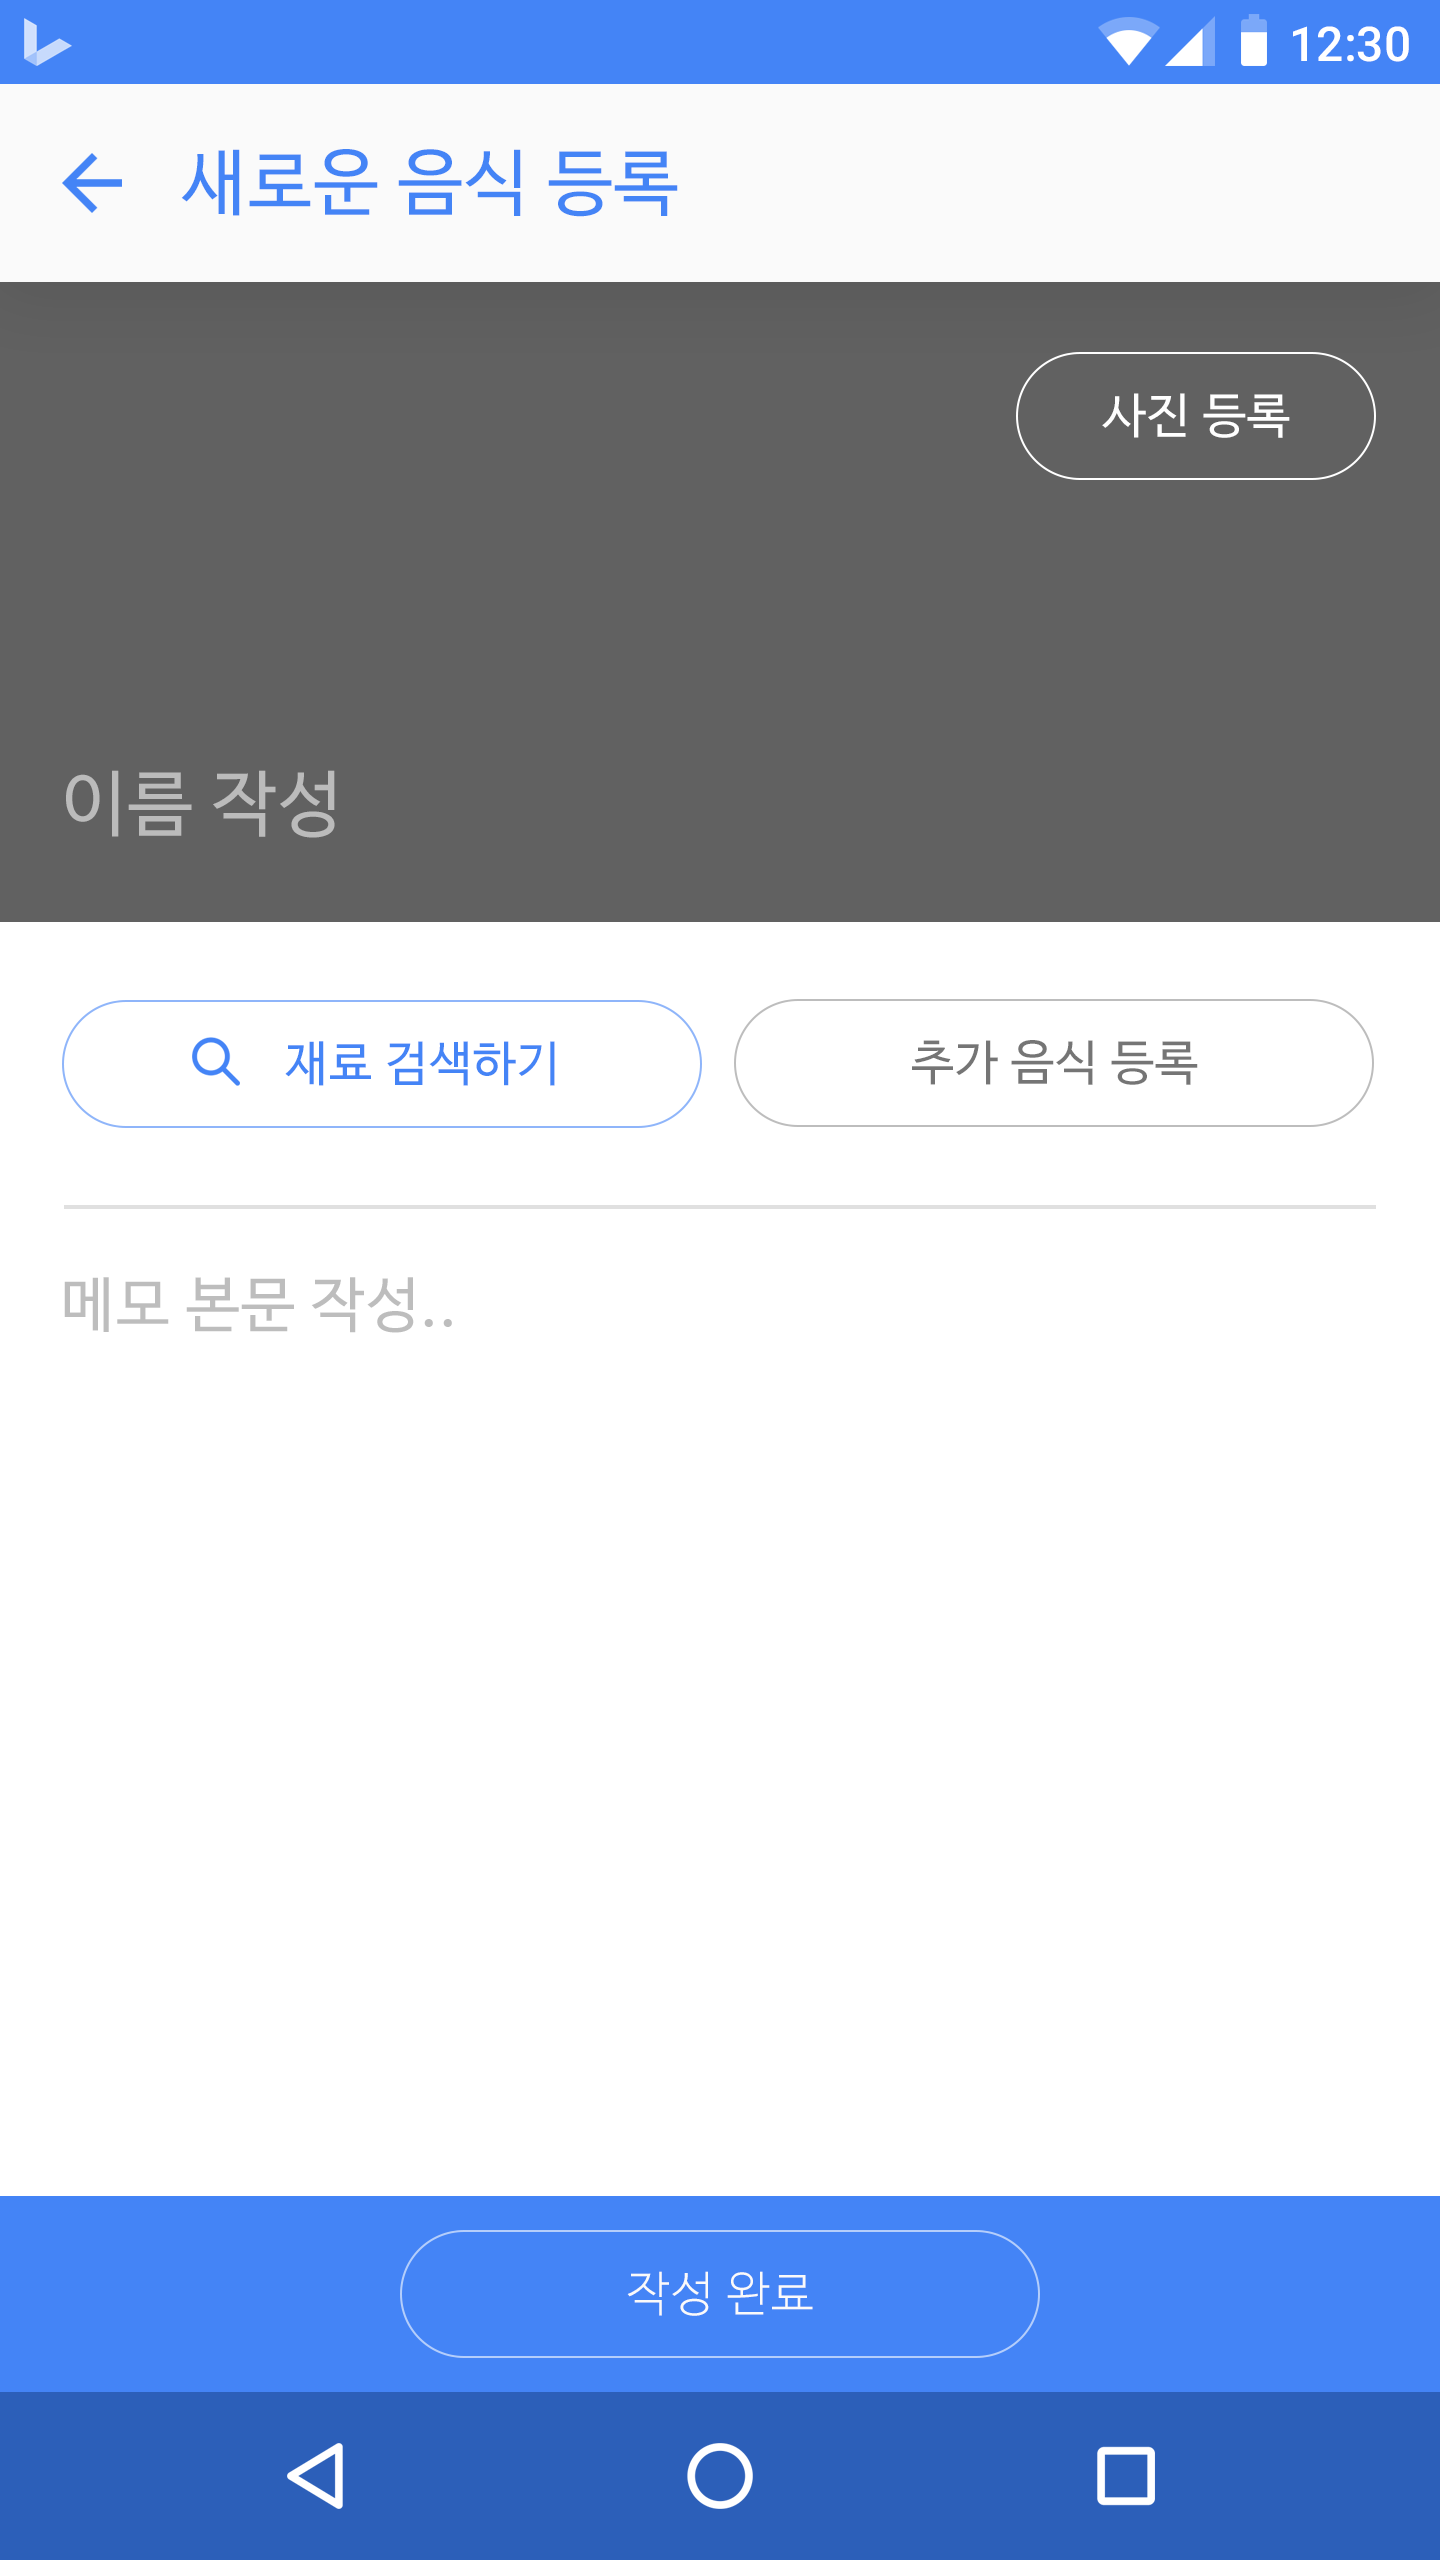 12:30
새로운 음식 등록
사진 등록
이름 작성
재료 검색하기
추가 음식 등록
메모 본문 작성..
작성 완료